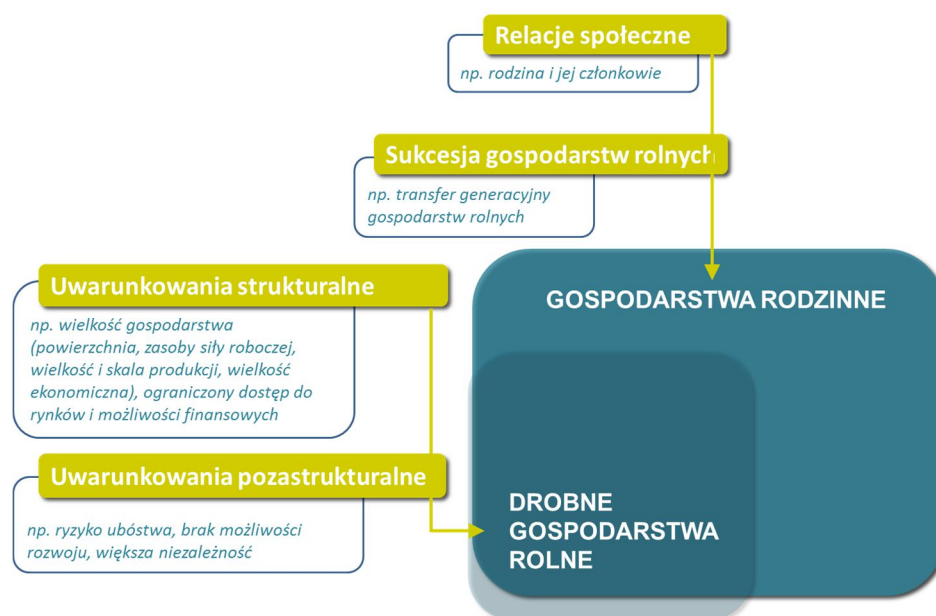 Relacje społeczne
np. rodzina i jej członkowie
Sukcesja gospodarstw rolnych
np. transfer generacyjny
gospodarstw rolnych
Uwarunkowania strukturalne
np. wielkość gospodarstwa
(powierzchnia, zasoby siły roboczej,
wielkość i skala produkcji, wielkość
ekonomiczna), ograniczony dostęp do
rynków i możliwości finansowych
Uwarunkowania pozastrukturalne
np. ryzyko ubóstwa, brak możliwości
rozwoju, większa niezależność
GOSPODARSTWA RODZINNE
DROBNE
GOSPODARSTWA
ROLNE